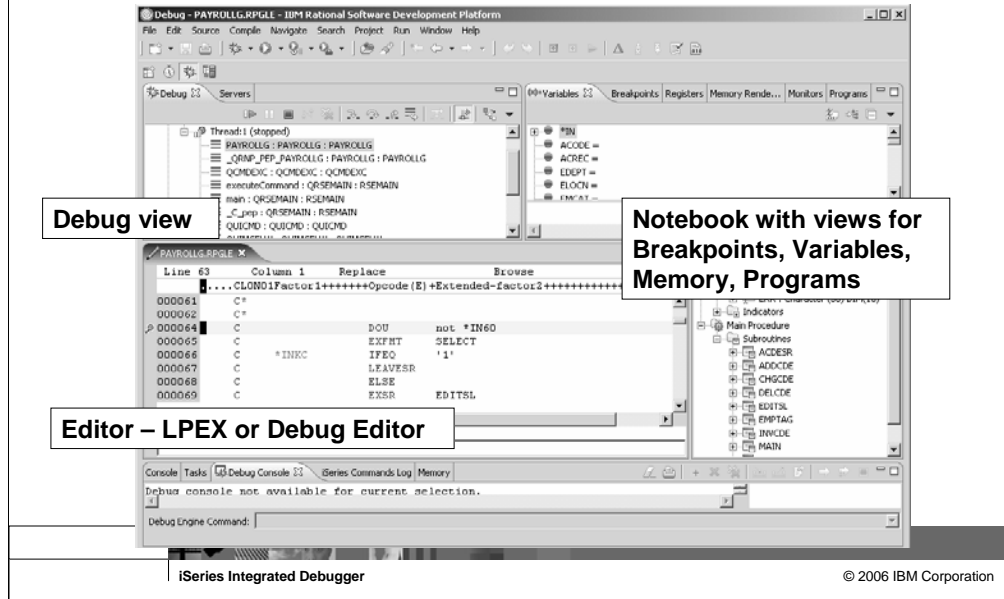 Debug - PAYROLLG.RPGLE - IBM Rational Software Development Platform
File Edit Source Compile Navigate Search Project Run Window Help
Debug Servers
Variables Breakpoints Registers Memory Rende... Monitors Programs
Thread:1 (stopped)
PAYROLLG : PAYROLLG : PAYROLLG
_QRNP_PEP_PAYROLLG : PAYROLLG : PAYROLLG
QCMDEXC : QCMDEXC : QCMDEXC
executeCommand : QRSEMAIN : RSEMAIN
main : QRSEMAIN : RSEMAIN
_C_pep : QRSEMAIN : RSEMAIN
QUICMD : QUICMD : QUICMD
*IN
ACODE =
ACREC =
EDEPT =
ELOCN =
EMCAT =
Debug view
Notebook with views for
Breakpoints, Variables,
Memory, Programs
PAYROLLG.RPGLE
Line 63 Column 1 Replace Browse
.....CL0N01Factor1+++++++Opcode(E)+Extended-factor2+++++++++++++
000061 C*
000062 C*
000064 C DOU not *IN60
000065 C EXFMT SELECT
000066 C *INKC IFEQ '1'
000067 C LEAVESR
000068 C ELSE
000069 C EXSR EDITSL
Indicators
Main Procedure
Subroutines
ACDESR
ADDCDE
CHGCDE
DELCDE
EDITSL
EMPTAG
INVCDE
MAIN
Editor – LPEX or Debug Editor
Console Tasks Debug Console iSeries Commands Log Memory
Debug console not available for current selection.
Debug Engine Command:
iSeries Integrated Debugger
© 2006 IBM Corporation